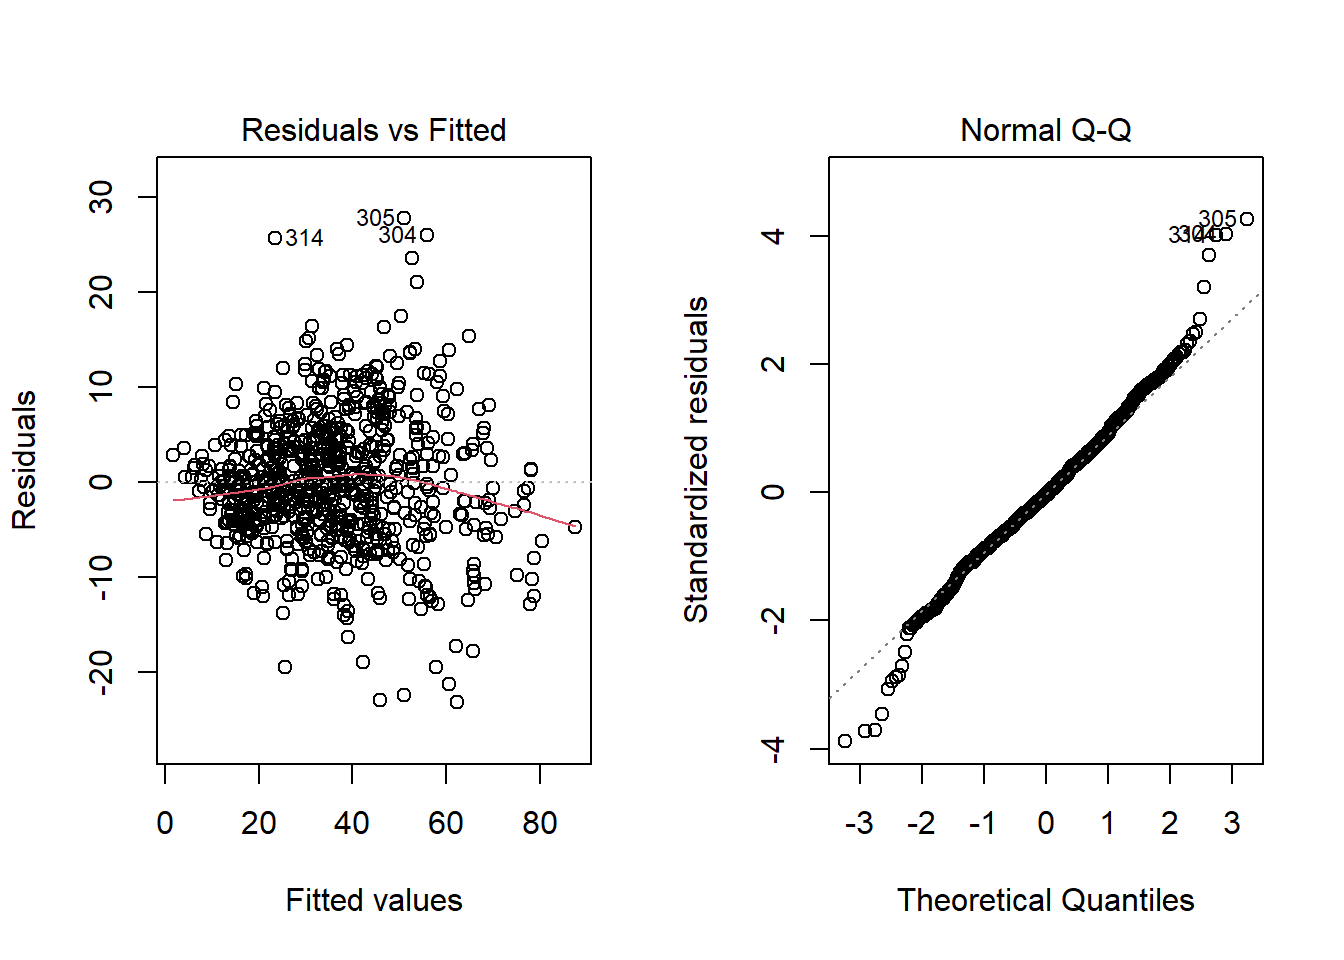 Residuals vs Fitted
Residuals
30
20
10
0
-10
-20
305
304
314
0 20 40 60 80
Fitted values
Normal Q-Q
Standardized residuals
4
2
0
-2
-4
305
304
314
-3 -2 -1 0 1 2 3
Theoretical Quantiles